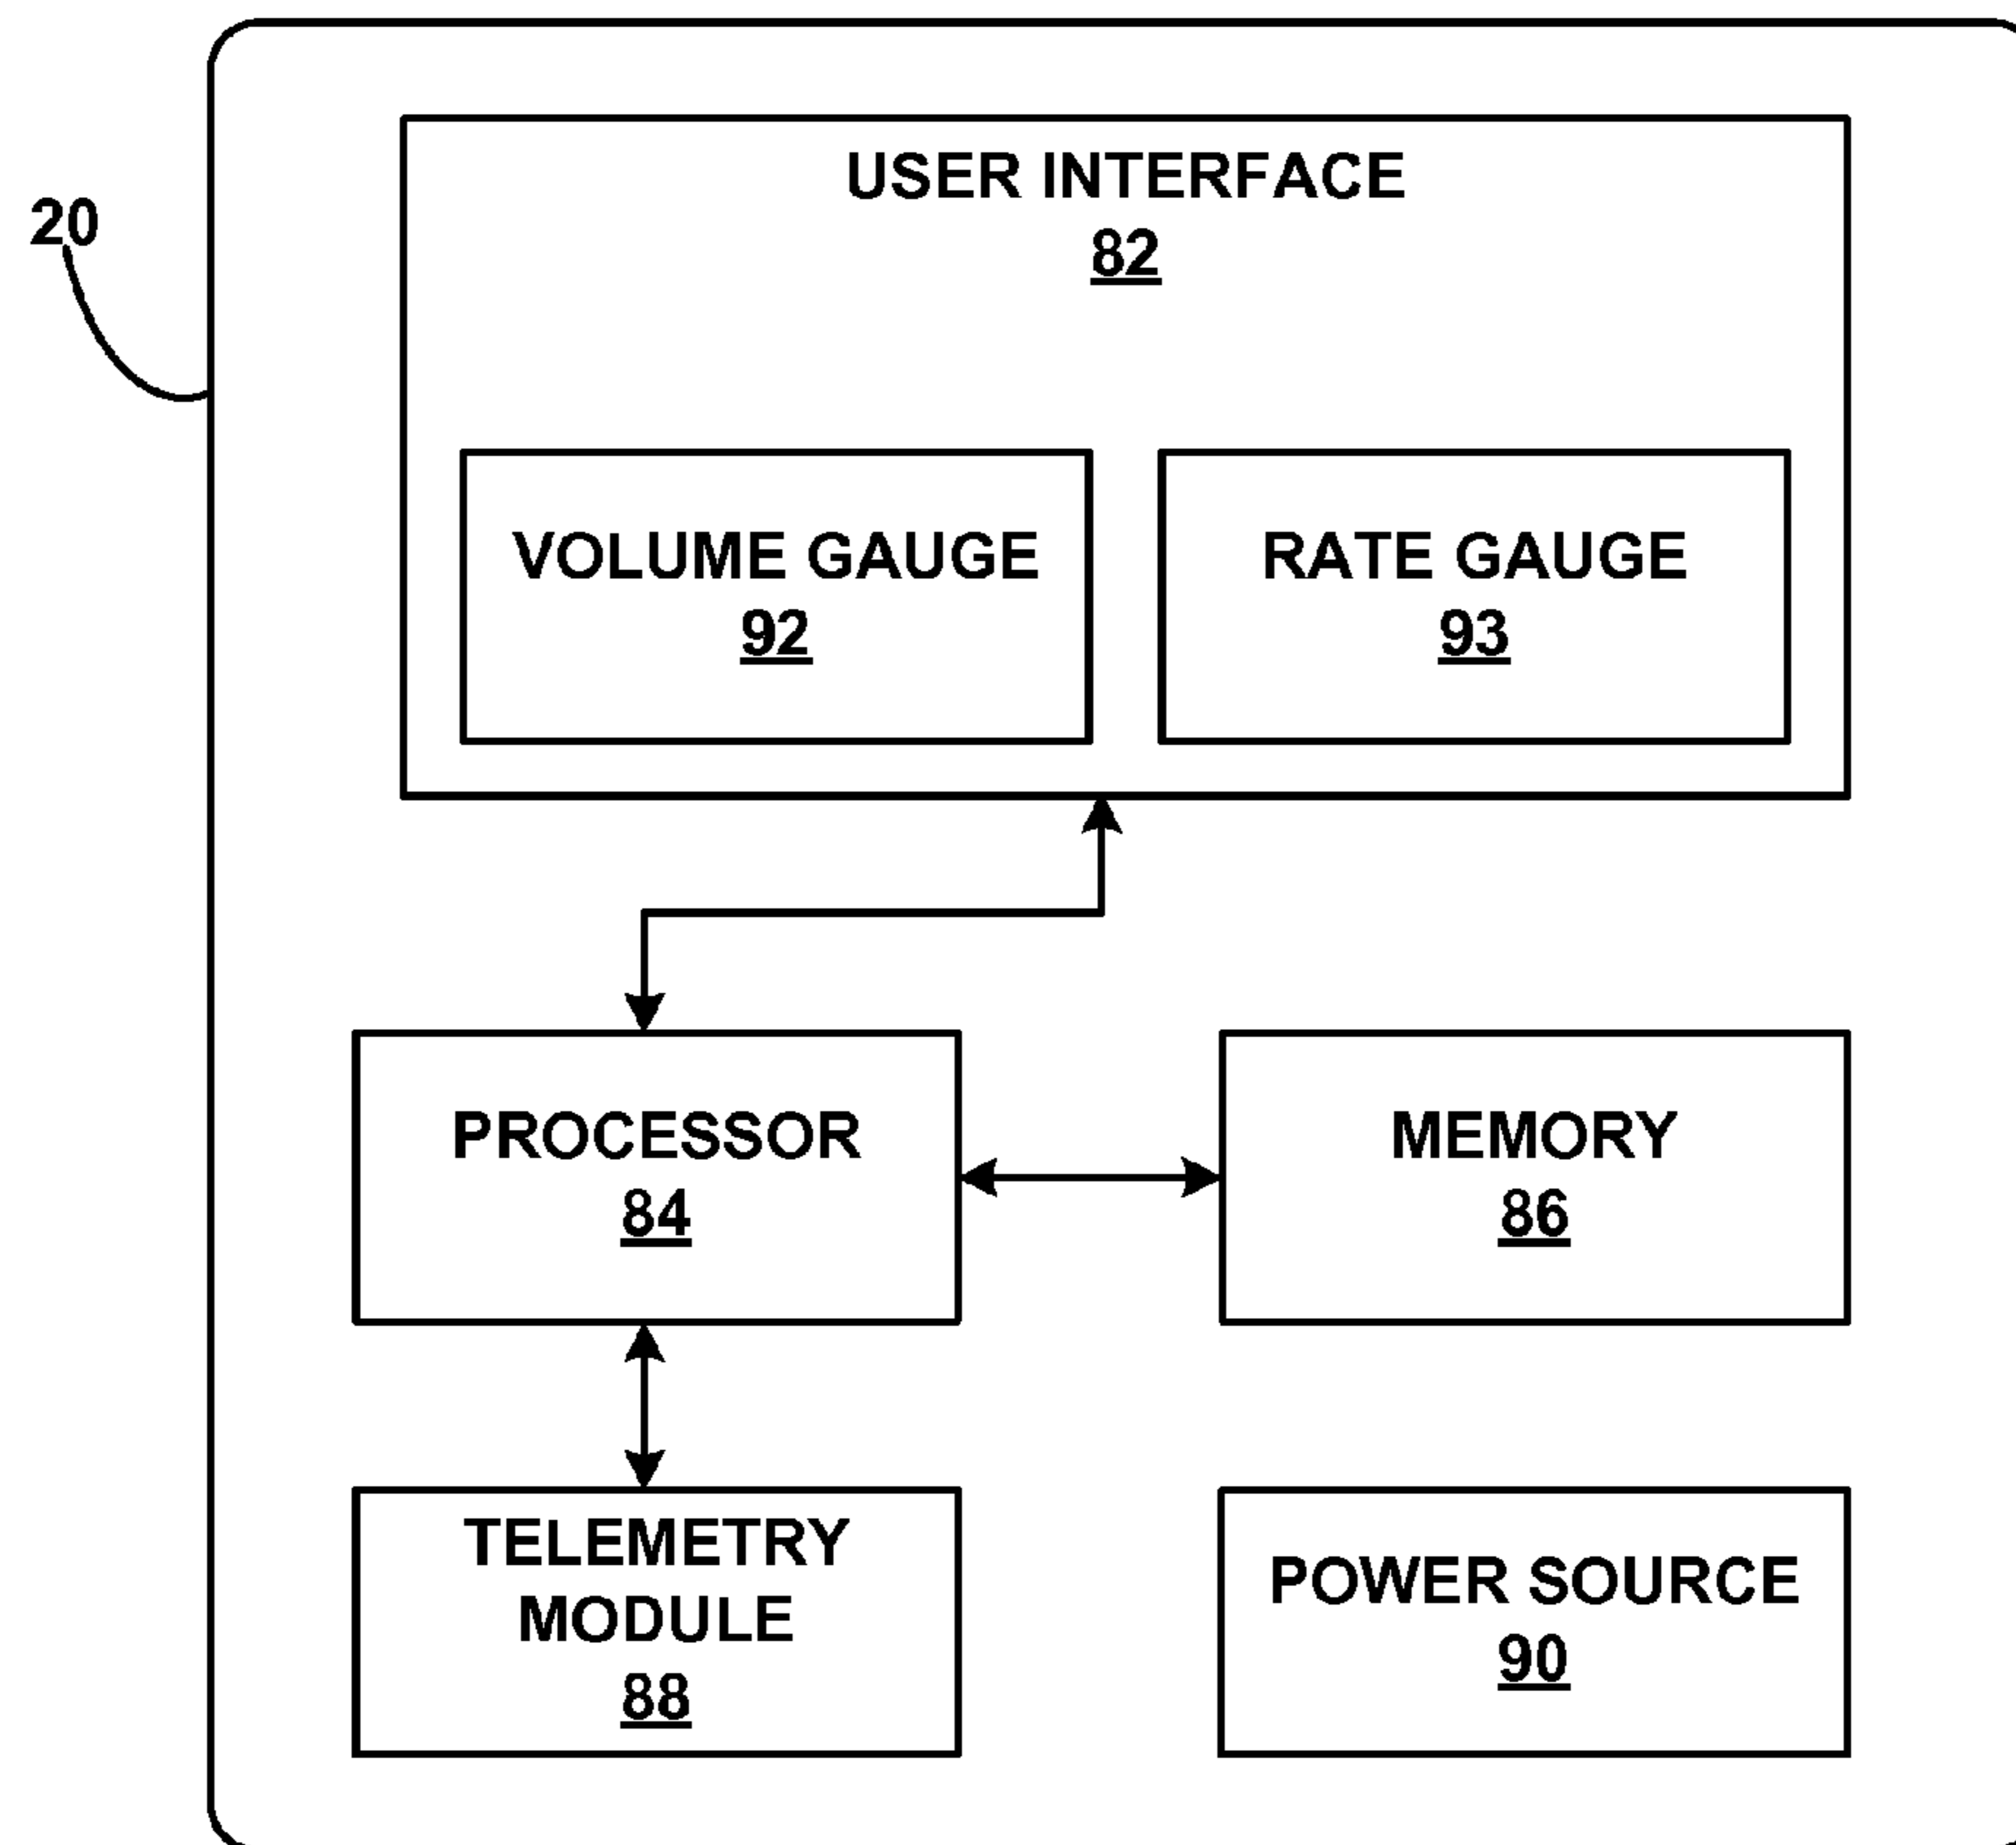 20
USER INTERFACE
82
VOLUME GAUGE
92
RATE GAUGE
93
PROCESSOR
84
MEMORY
86
TELEMETRY
MODULE
88
POWER SOURCE
90